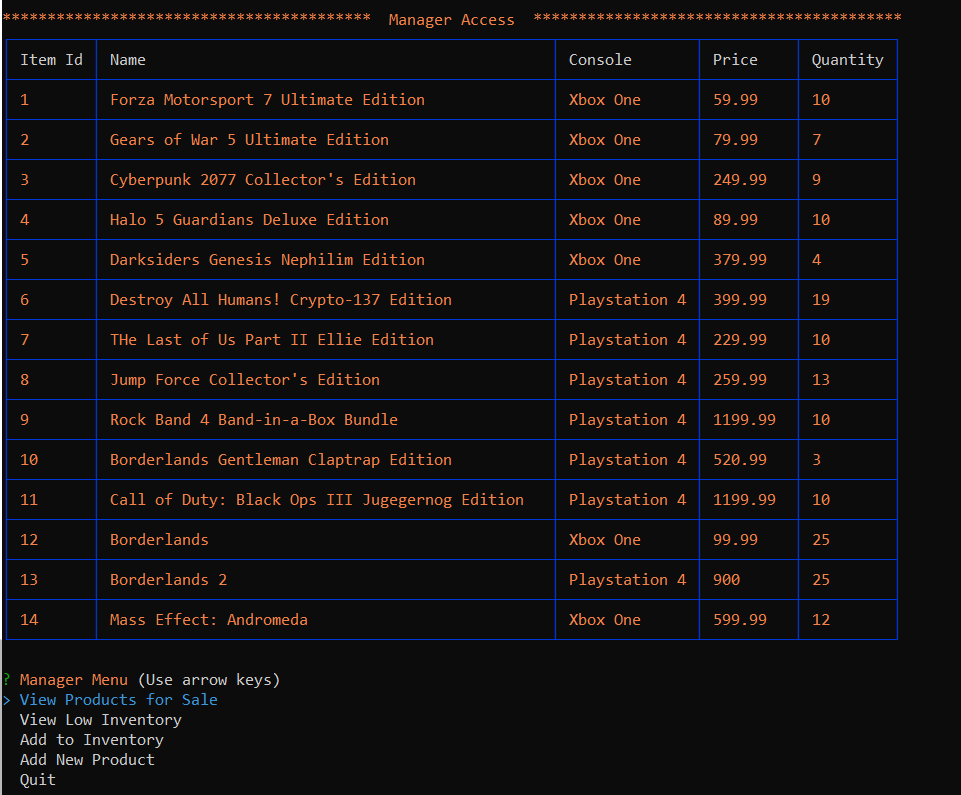 ***************************************** Manager Access *****************************************
Item Id Name Console Price Quantity
1 Forza Motorsport 7 Ultimate Edition Xbox One 59.99 10
2 Gears of War 5 Ultimate Edition Xbox One 79.99 7
3 Cyberpunk 2077 Collector's Edition Xbox One 249.99 9
4 Halo 5 Guardians Deluxe Edition Xbox One 89.99 10
5 Darksiders Genesis Nephilim Edition Xbox One 379.99 4
6 Destroy All Humans! Crypto-137 Edition Playstation 4 399.99 19
7 THe Last of Us Part II Ellie Edition Playstation 4 229.99 10
8 Jump Force Collector's Edition Playstation 4 259.99 13
9 Rock Band 4 Band-in-a-Box Bundle Playstation 4 1199.99 10
10 Borderlands Gentleman Claptrap Edition Playstation 4 520.99 3
11 Call of Duty: Black Ops III Jugegernog Edition Playstation 4 1199.99 10
12 Borderlands Xbox One 99.99 25
13 Borderlands 2 Playstation 4 900 25
14 Mass Effect: Andromeda Xbox One 599.99 12
? Manager Menu (Use arrow keys)
> View Products for Sale
View Low Inventory
Add to Inventory
Add New Product
Quit